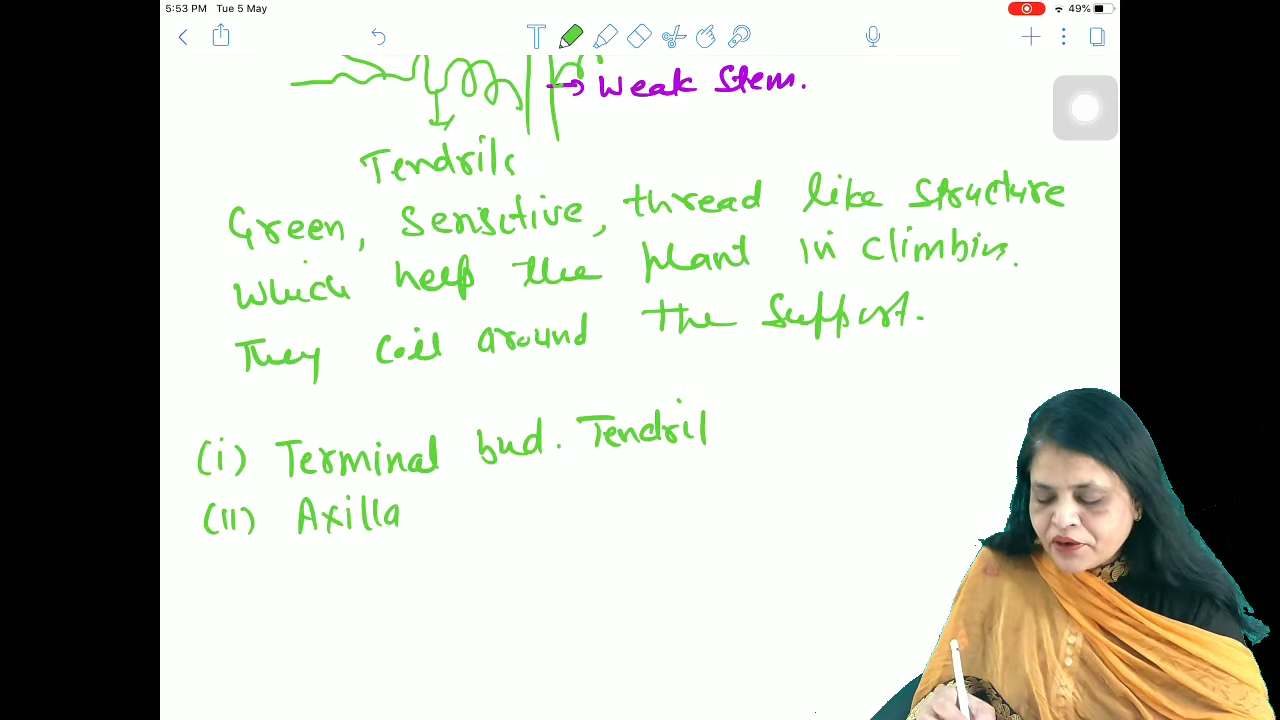 5:53 PM Tue 5 May
49%
→ Weak Stem.
Tendrils
Green, Sensitive, thread like structure
which help the plant in climbing.
They coil around the support.
(i) Terminal bud. Tendril
(II) Axilla